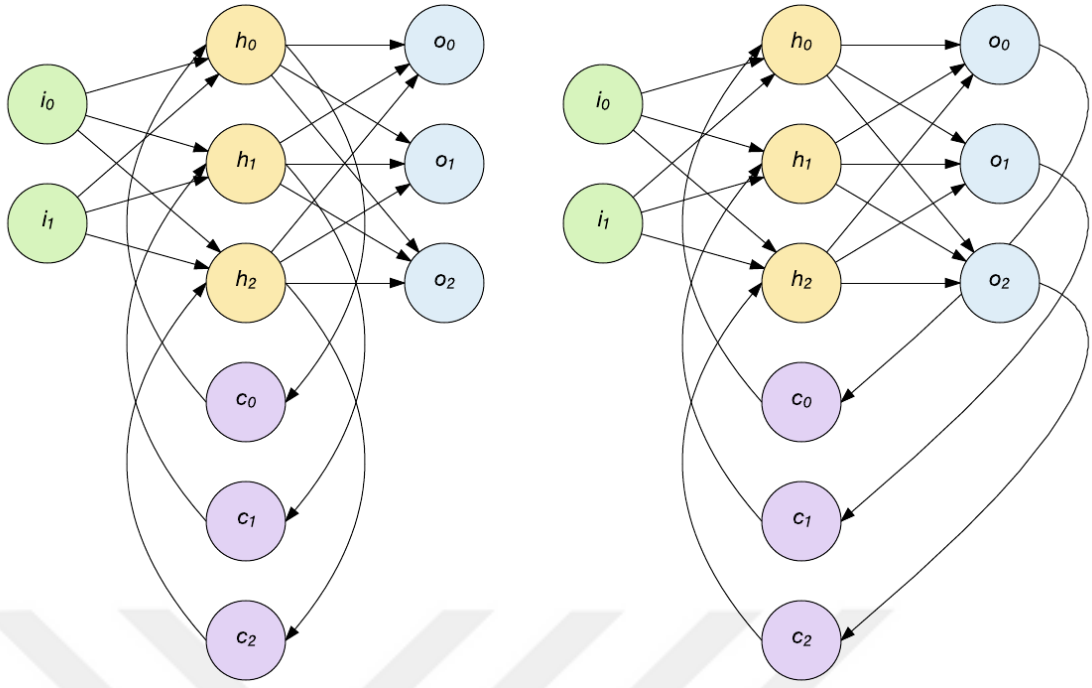 h0 o0 h0 o0
i0 i0
h1 o1 h1 o1
i1 i1
h2 o2 h2 o2
c0 c0
c1 c1
c2 c2